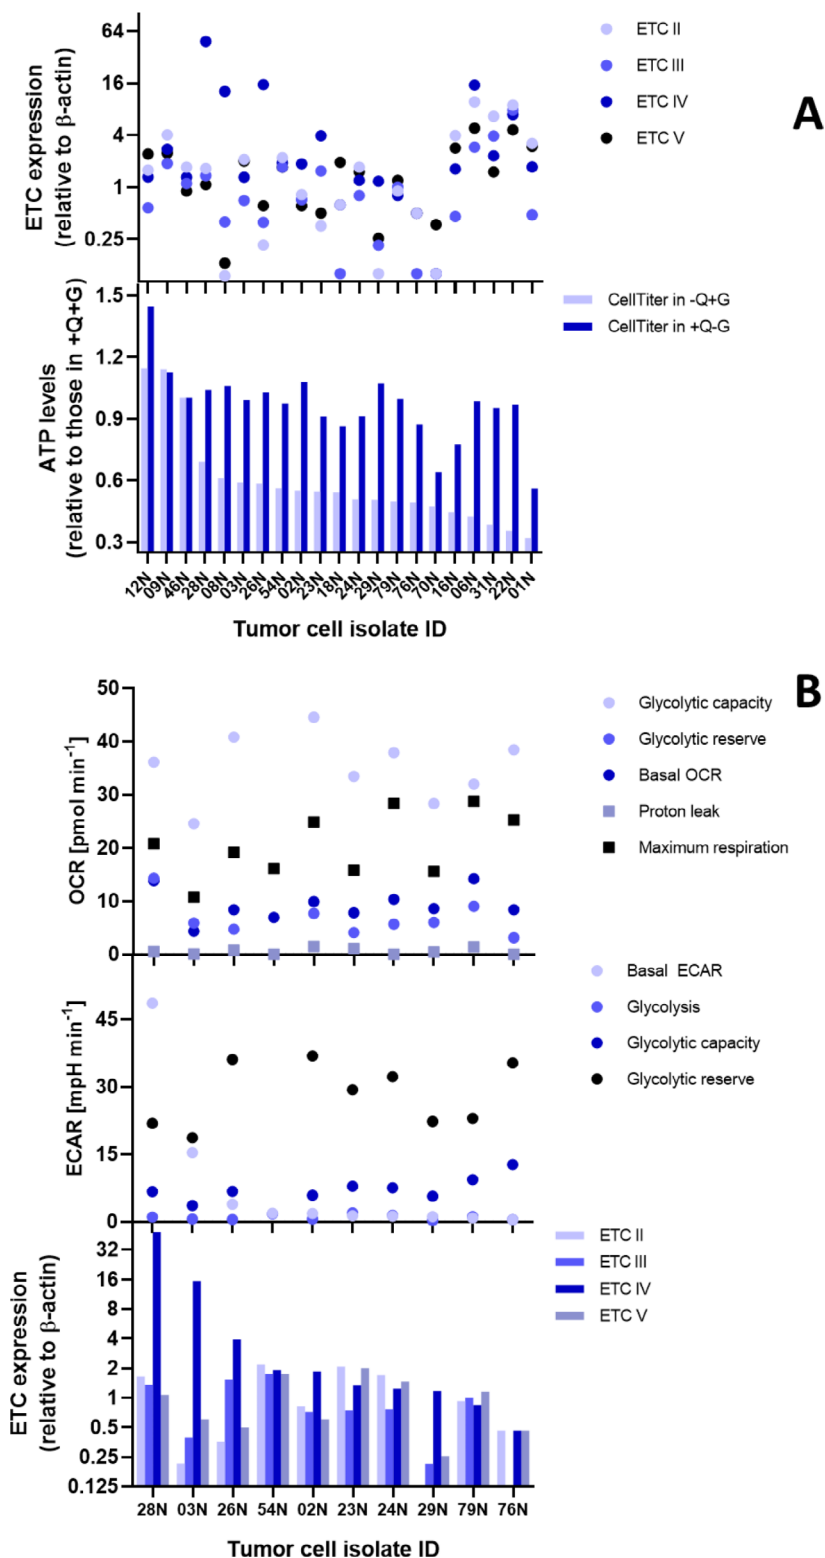 A
ETC expression
(relative to β-actin)
64
16
4
1
0.25
ETC II
ETC III
ETC IV
ETC V
ATP levels
(relative to those in +Q+G)
1.5
1.2
0.9
0.6
0.3
CellTiter in -Q+G
CellTiter in +Q-G
12N 09N 46N 28N 08N 03N 26N 54N 02N 23N 18N 24N 29N 79N 76N 70N 16N 06N 31N 22N 01N
Tumor cell isolate ID
B
OCR [pmol min⁻¹]
50
40
30
20
10
0
Glycolytic capacity
Glycolytic reserve
Basal OCR
Proton leak
Maximum respiration
ECAR [mpH min⁻¹]
45
30
15
0
Basal ECAR
Glycolysis
Glycolytic capacity
Glycolytic reserve
ETC expression
(relative to β-actin)
32
16
8
4
2
1
0.5
0.25
0.125
ETC II
ETC III
ETC IV
ETC V
28N 03N 26N 54N 02N 23N 24N 29N 79N 76N
Tumor cell isolate ID